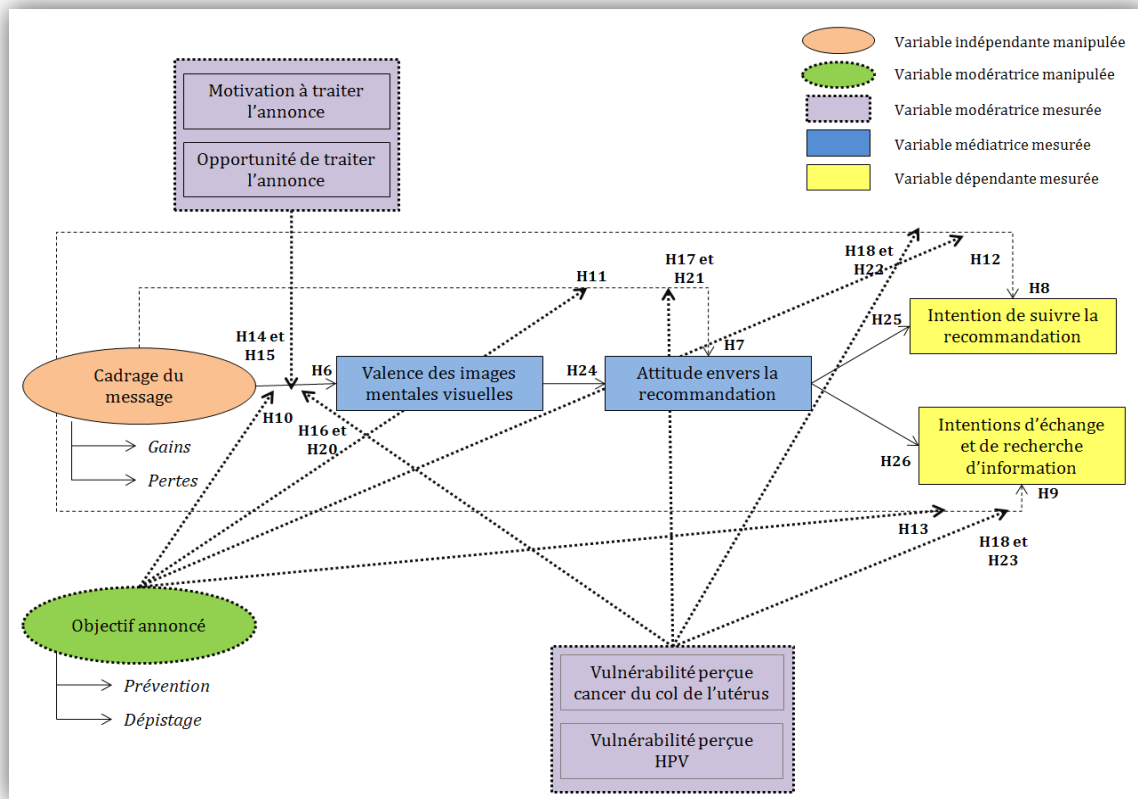 Variable indépendante manipulée
Variable modératrice manipulée
Variable modératrice mesurée
Variable médiatrice mesurée
Variable dépendante mesurée
Motivation à traiter
l'annonce
Opportunité de traiter
l'annonce
H14 et
H15
H6
H10
H16 et
H20
H11
H17 et
H21
H18 et
H22
H12
H8
H7
H24
H25
H26
H9
H13
H18 et
H23
Cadrage du
message
Gains
Pertes
Valence des images
mentales visuelles
Attitude envers la
recommandation
Intention de suivre la
recommandation
Intentions d'échange
et de recherche
d'information
Objectif annoncé
Prévention
Dépistage
Vulnérabilité perçue
cancer du col de l'utérus
Vulnérabilité perçue
HPV